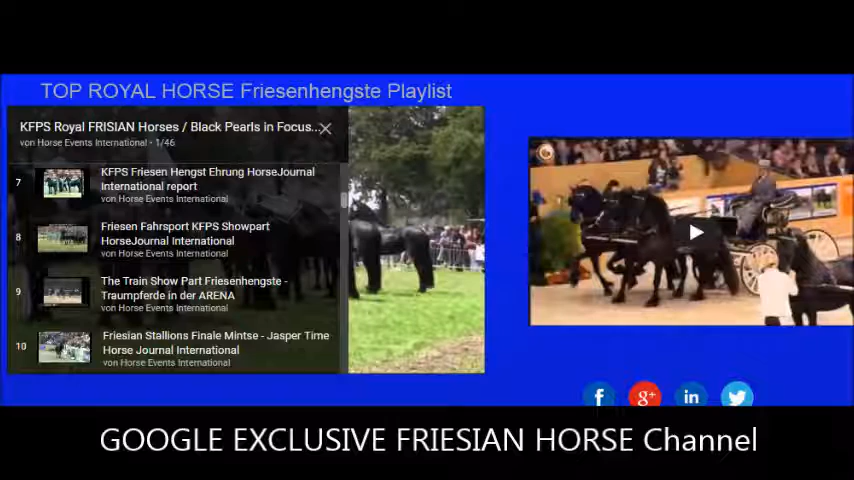 TOP ROYAL HORSE Friesenhengste Playlist
KFPS Royal FRISIAN Horses / Black Pearls in Focus...
von Horse Events International · 1/46
7
KFPS Friesen Hengst Ehrung HorseJournal
International report
von Horse Events International
8
Friesen Fahrsport KFPS Showpart
HorseJournal International
von Horse Events International
9
The Train Show Part Friesenhengste -
Traumpferde in der ARENA
von Horse Events International
10
Friesian Stallions Finale Mintse - Jasper Time
Horse Journal International
von Horse Events International
f
g+
in
GOOGLE EXCLUSIVE FRIESIAN HORSE Channel